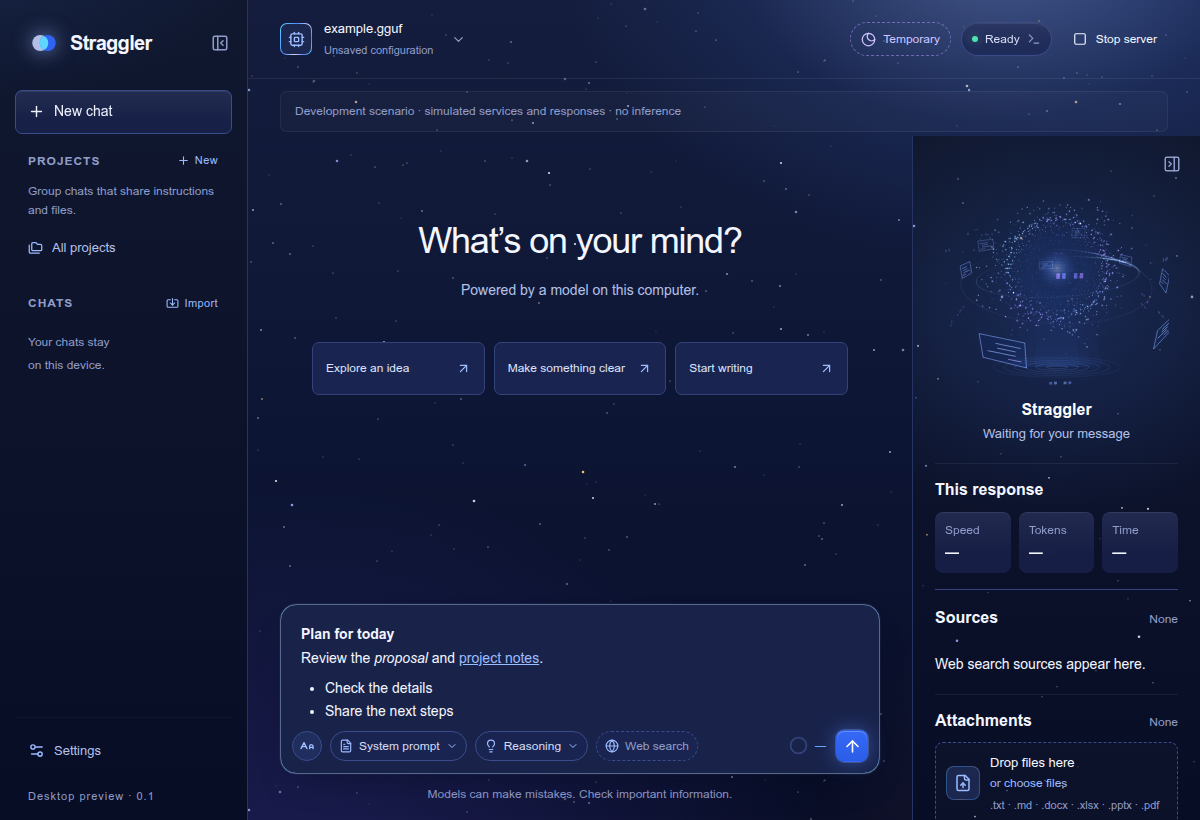 Straggler
New chat
PROJECTS
New
Group chats that share instructions
and files.
All projects
CHATS
Import
Your chats stay
on this device.
Settings
Desktop preview · 0.1
example.gguf
Unsaved configuration
Temporary
Ready
Stop server
Development scenario · simulated services and responses · no inference
What’s on your mind?
Powered by a model on this computer.
Explore an idea
Make something clear
Start writing
Plan for today
Review the proposal and project notes.
• Check the details
• Share the next steps
Aa
System prompt
Reasoning
Web search
—
Models can make mistakes. Check important information.
Straggler
Waiting for your message
This response
Speed
—
Tokens
—
Time
—
Sources
None
Web search sources appear here.
Attachments
None
Drop files here
or choose files
.txt · .md · .docx · .xlsx · .pptx · .pdf